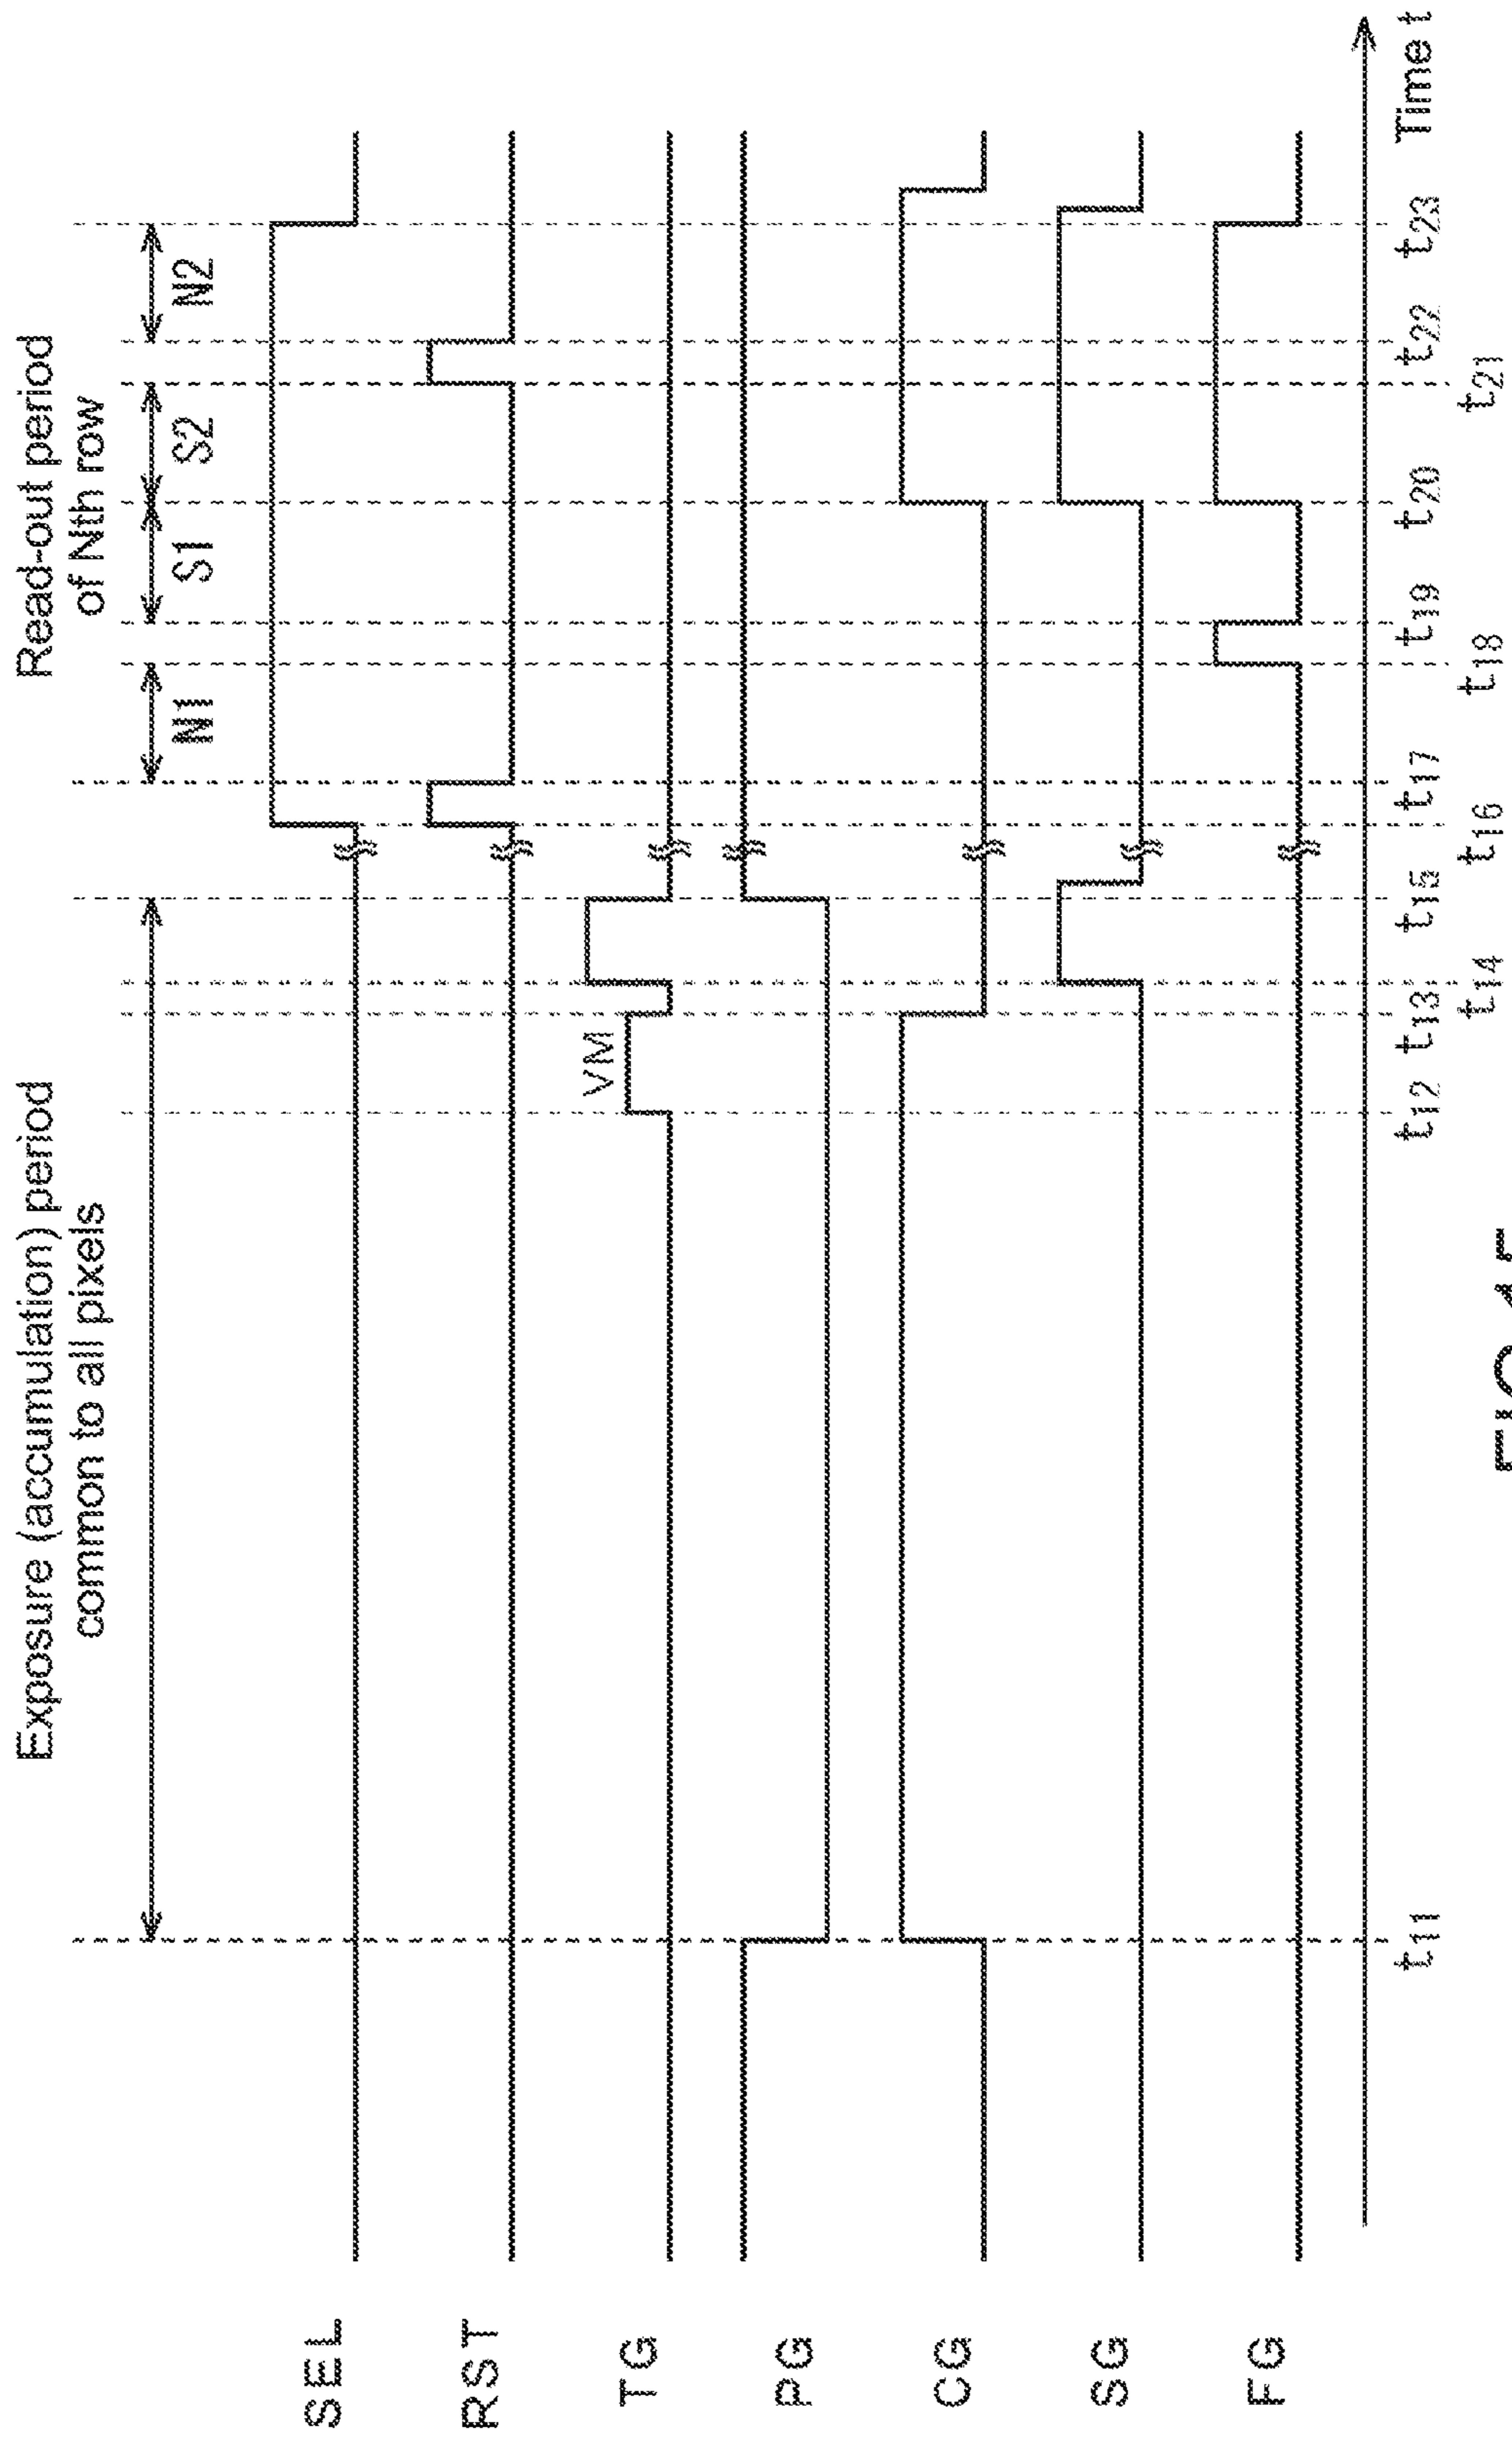 Exposure (accumulation) period
common to all pixels
Read-out period
of Nth row
N1
S1
S2
N2
SEL
RST
TG
VM
PG
CG
SG
FG
t11
t12
t13
t14
t15
t16
t17
t18
t19
t20
t21
t22
t23
Time t